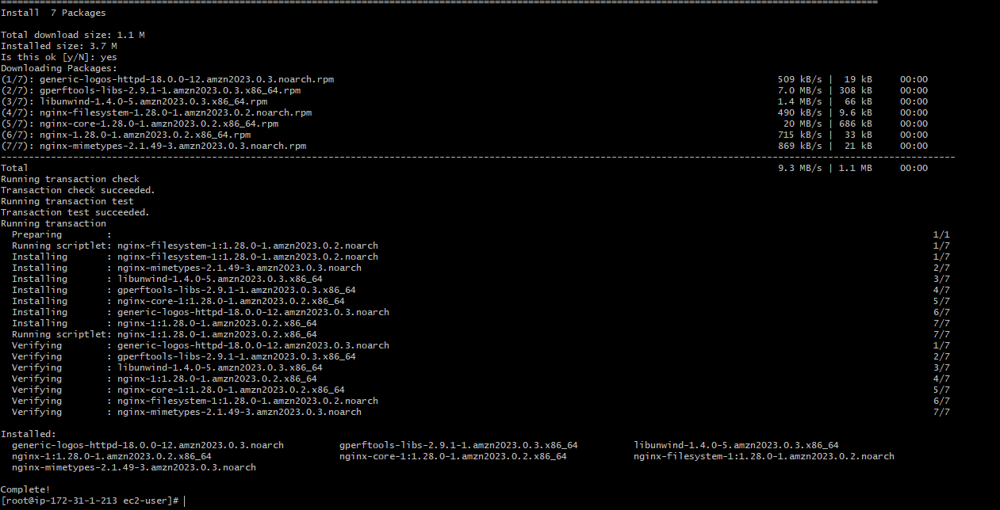 ================================================================================================================================================================
Install  7 Packages

Total download size: 1.1 M
Installed size: 3.7 M
Is this ok [y/N]: yes
Downloading Packages:
(1/7): generic-logos-httpd-18.0.0-12.amzn2023.0.3.noarch.rpm 509 kB/s |  19 kB     00:00
(2/7): gperftools-libs-2.9.1-1.amzn2023.0.3.x86_64.rpm 7.0 MB/s | 308 kB     00:00
(3/7): libunwind-1.4.0-5.amzn2023.0.3.x86_64.rpm 1.4 MB/s |  66 kB     00:00
(4/7): nginx-filesystem-1.28.0-1.amzn2023.0.2.noarch.rpm 490 kB/s | 9.6 kB     00:00
(5/7): nginx-core-1.28.0-1.amzn2023.0.2.x86_64.rpm 20 MB/s | 686 kB     00:00
(6/7): nginx-1.28.0-1.amzn2023.0.2.x86_64.rpm 715 kB/s |  33 kB     00:00
(7/7): nginx-mimetypes-2.1.49-3.amzn2023.0.3.noarch.rpm 869 kB/s |  21 kB     00:00
----------------------------------------------------------------------------------------------------------------------------------------------------------------------------
Total 9.3 MB/s | 1.1 MB     00:00
Running transaction check
Transaction check succeeded.
Running transaction test
Transaction test succeeded.
Running transaction
  Preparing        : 1/1
  Running scriptlet: nginx-filesystem-1:1.28.0-1.amzn2023.0.2.noarch 1/7
  Installing       : nginx-filesystem-1:1.28.0-1.amzn2023.0.2.noarch 1/7
  Installing       : nginx-mimetypes-2.1.49-3.amzn2023.0.3.noarch 2/7
  Installing       : libunwind-1.4.0-5.amzn2023.0.3.x86_64 3/7
  Installing       : gperftools-libs-2.9.1-1.amzn2023.0.3.x86_64 4/7
  Installing       : nginx-core-1:1.28.0-1.amzn2023.0.2.x86_64 5/7
  Installing       : generic-logos-httpd-18.0.0-12.amzn2023.0.3.noarch 6/7
  Installing       : nginx-1:1.28.0-1.amzn2023.0.2.x86_64 7/7
  Running scriptlet: nginx-1:1.28.0-1.amzn2023.0.2.x86_64 7/7
  Verifying        : generic-logos-httpd-18.0.0-12.amzn2023.0.3.noarch 1/7
  Verifying        : gperftools-libs-2.9.1-1.amzn2023.0.3.x86_64 2/7
  Verifying        : libunwind-1.4.0-5.amzn2023.0.3.x86_64 3/7
  Verifying        : nginx-1:1.28.0-1.amzn2023.0.2.x86_64 4/7
  Verifying        : nginx-core-1:1.28.0-1.amzn2023.0.2.x86_64 5/7
  Verifying        : nginx-filesystem-1:1.28.0-1.amzn2023.0.2.noarch 6/7
  Verifying        : nginx-mimetypes-2.1.49-3.amzn2023.0.3.noarch 7/7

Installed:
  generic-logos-httpd-18.0.0-12.amzn2023.0.3.noarch gperftools-libs-2.9.1-1.amzn2023.0.3.x86_64 libunwind-1.4.0-5.amzn2023.0.3.x86_64
  nginx-1:1.28.0-1.amzn2023.0.2.x86_64 nginx-core-1:1.28.0-1.amzn2023.0.2.x86_64 nginx-filesystem-1:1.28.0-1.amzn2023.0.2.noarch
  nginx-mimetypes-2.1.49-3.amzn2023.0.3.noarch

Complete!
[root@ip-172-31-1-213 ec2-user]#